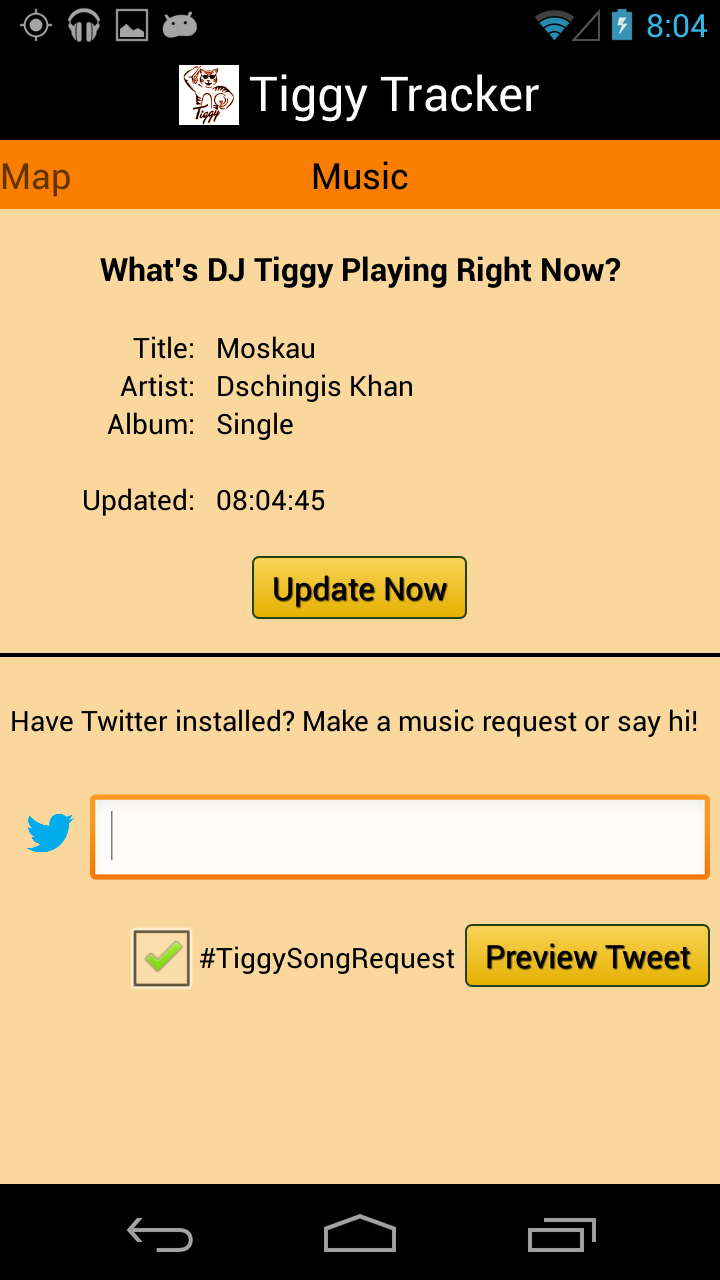 8:04
Tiggy
Tiggy Tracker
Map Music
What's DJ Tiggy Playing Right Now?
Title: Moskau
Artist: Dschingis Khan
Album: Single
Updated: 08:04:45
Update Now
Have Twitter installed? Make a music request or say hi!
#TiggySongRequest Preview Tweet